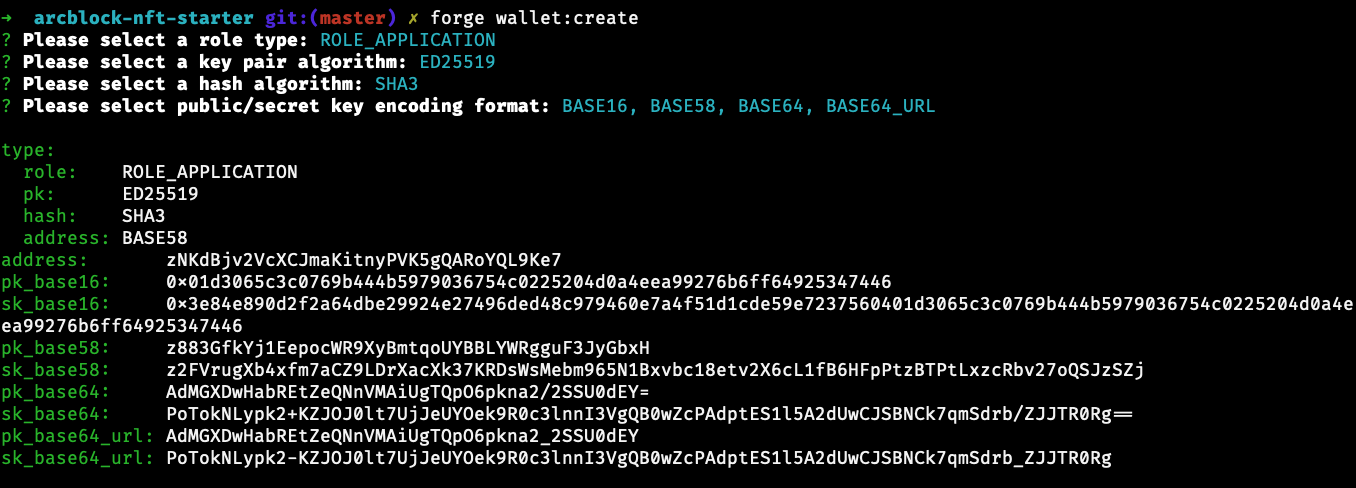 ➜  arcblock-nft-starter git:(master) ✗ forge wallet:create
? Please select a role type: ROLE_APPLICATION
? Please select a key pair algorithm: ED25519
? Please select a hash algorithm: SHA3
? Please select public/secret key encoding format: BASE16, BASE58, BASE64, BASE64_URL
type:
role: ROLE_APPLICATION
pk: ED25519
hash: SHA3
address: BASE58
address: zNKdBjv2VcXCJmaKitnyPVK5gQARoYQL9Ke7
pk_base16: 0x01d3065c3c0769b444b5979036754c0225204d0a4eea99276b6ff64925347446
sk_base16: 0x3e84e890d2f2a64dbe29924e27496ded48c979460e7a4f51d1cde59e7237560401d3065c3c0769b444b5979036754c0225204d0a4e
ea99276b6ff64925347446
pk_base58: z883GfkYj1EepocWR9XyBmtqoUYBBLYWRgguF3JyGbxH
sk_base58: z2FVrugXb4xfm7aCZ9LDrXacXk37KRDsWsMebm965N1Bxvbc18etv2X6cL1fB6HFpPtzBTPtLxzcRbv27oQSJzSZj
pk_base64: AdMGXDwHabREtZeQNnVMAiUgTQpO6pkna2/2SSU0dEY=
sk_base64: PoTokNLypk2+KZJOJ0lt7UjJeUYOek9R0c3lnnI3VgQB0wZcPAdptES1l5A2dUwCJSBNCk7qmSdrb/ZJJTR0Rg==
pk_base64_url: AdMGXDwHabREtZeQNnVMAiUgTQpO6pkna2_2SSU0dEY
sk_base64_url: PoTokNLypk2-KZJOJ0lt7UjJeUYOek9R0c3lnnI3VgQB0wZcPAdptES1l5A2dUwCJSBNCk7qmSdrb_ZJJTR0Rg